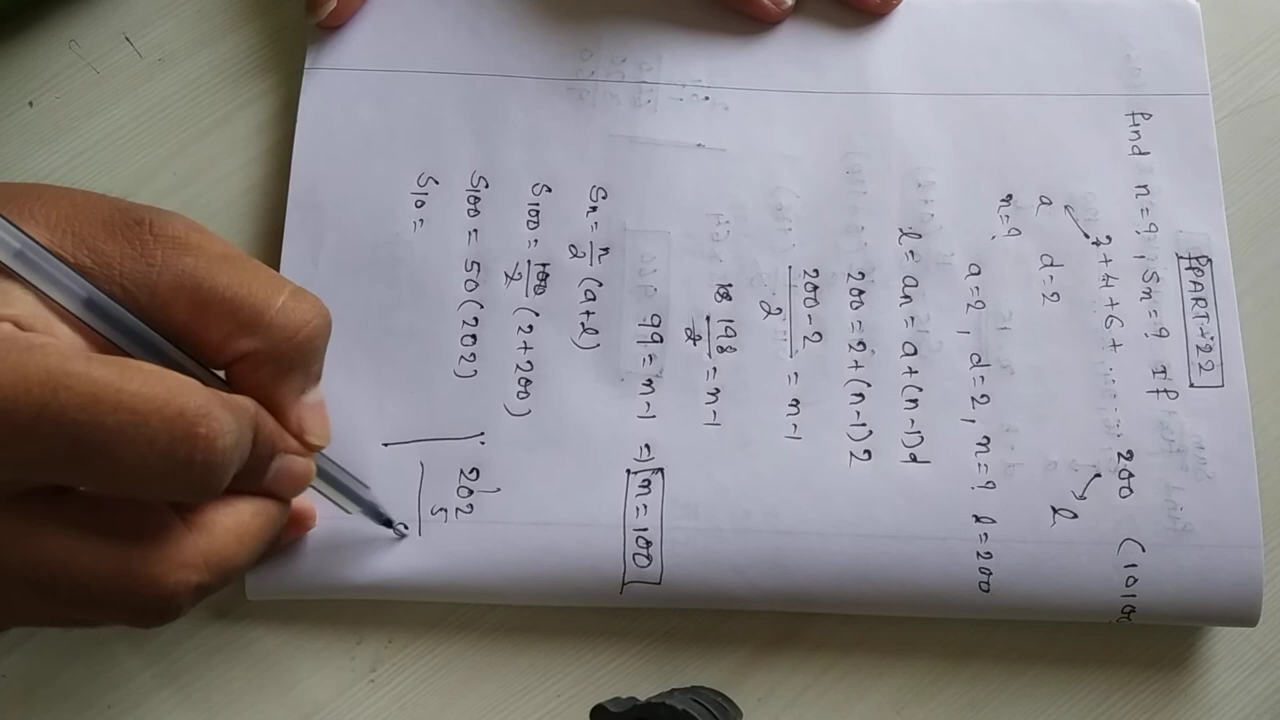 PART-22
find n=?, Sn=? If
2+4+6+ ...... 200 (10100
a d=2 l
n=?
a=2, d=2, n=? l=200
l=an=a+(n-1)d
200=2+(n-1)2
200-2/2 = n-1
198/2 = n-1
99=n-1 ⇒ n=100
Sn=n/2 (a+l)
S100=100/2 (2+200)
S100 = 50(202)
S10=
202
5